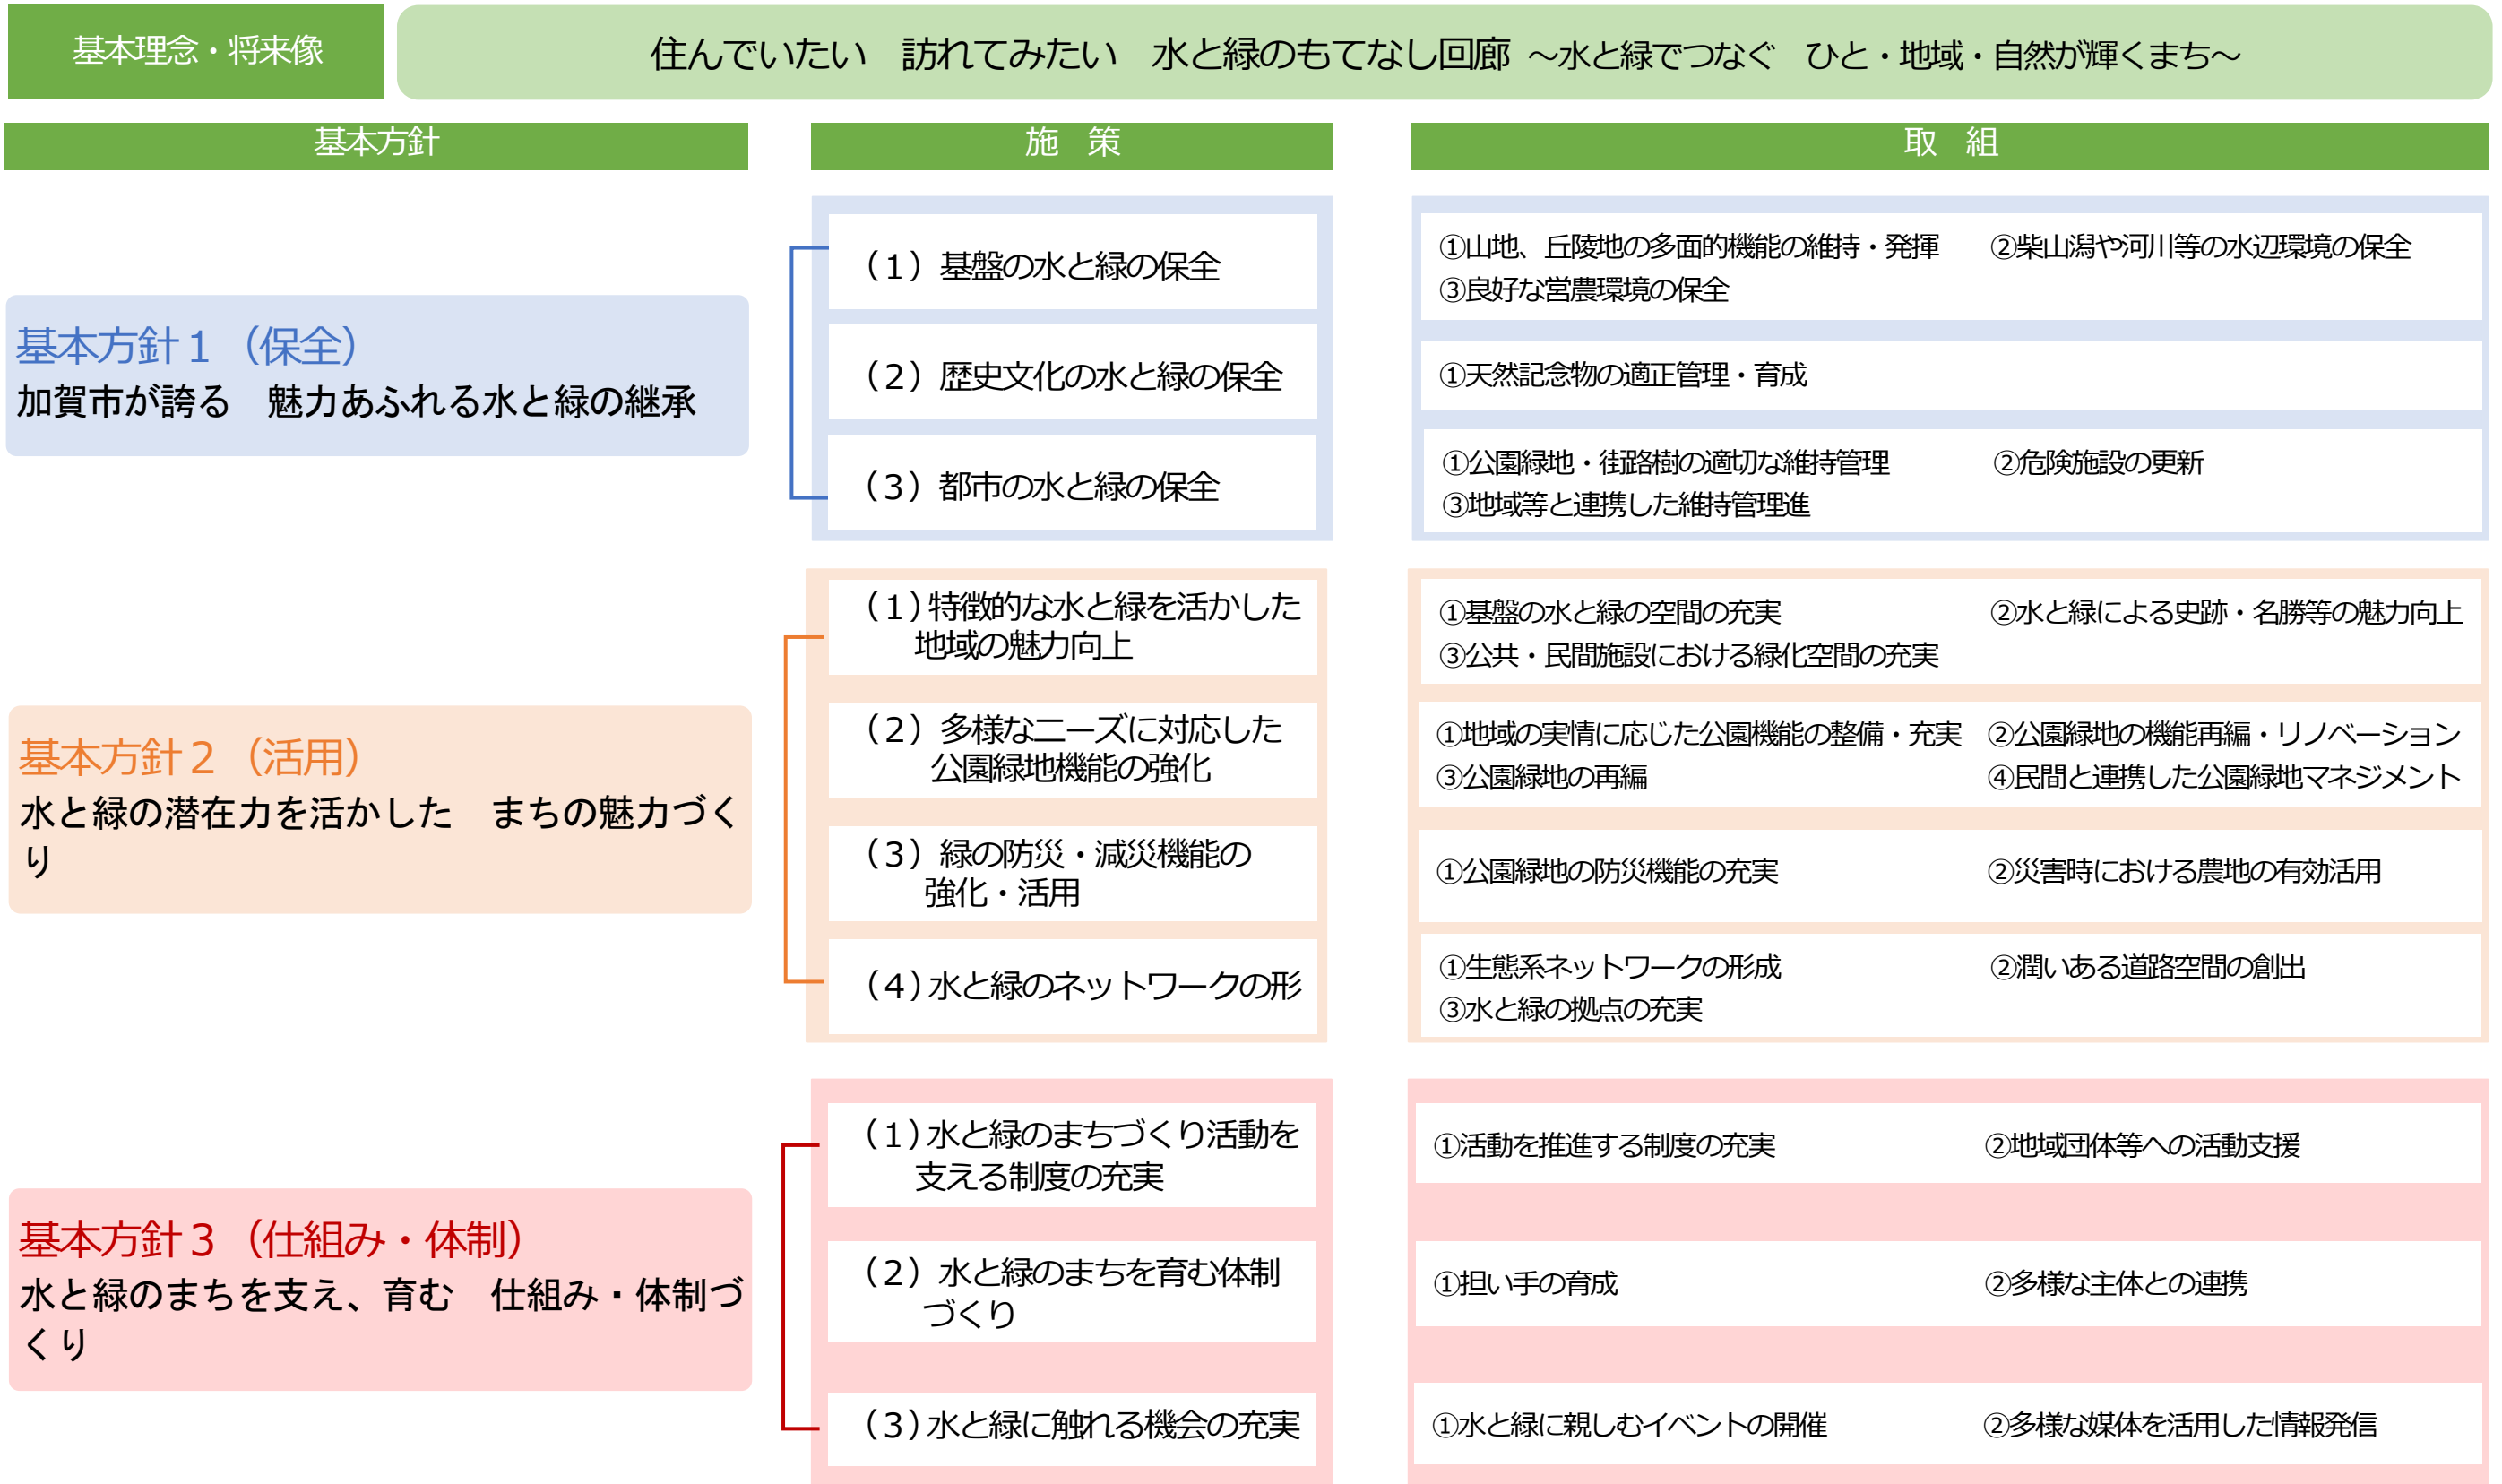 基本理念・将来像
住んでいたい　訪れてみたい　水と緑のもてなし回廊 ～水と緑でつなぐ　ひと・地域・自然が輝くまち～
基本方針
施　策
取　組
基本方針１（保全）
加賀市が誇る　魅力あふれる水と緑の継承
（１）基盤の水と緑の保全
①山地、丘陵地の多面的機能の維持・発揮　②柴山潟や河川等の水辺環境の保全
③良好な営農環境の保全
（２）歴史文化の水と緑の保全
①天然記念物の適正管理・育成
（３）都市の水と緑の保全
①公園緑地・街路樹の適切な維持管理　②危険施設の更新
③地域等と連携した維持管理進
基本方針２（活用）
水と緑の潜在力を活かした　まちの魅力づく
り
（１）特徴的な水と緑を活かした
地域の魅力向上
①基盤の水と緑の空間の充実　②水と緑による史跡・名勝等の魅力向上
③公共・民間施設における緑化空間の充実
（２）多様なニーズに対応した
公園緑地機能の強化
①地域の実情に応じた公園機能の整備・充実　②公園緑地の機能再編・リノベーション
③公園緑地の再編　④民間と連携した公園緑地マネジメント
（３）緑の防災・減災機能の
強化・活用
①公園緑地の防災機能の充実　②災害時における農地の有効活用
（４）水と緑のネットワークの形
①生態系ネットワークの形成　②潤いある道路空間の創出
③水と緑の拠点の充実
基本方針３（仕組み・体制）
水と緑のまちを支え、育む　仕組み・体制づ
くり
（１）水と緑のまちづくり活動を
支える制度の充実
①活動を推進する制度の充実　②地域団体等への活動支援
（２）水と緑のまちを育む体制
づくり
①担い手の育成　②多様な主体との連携
（３）水と緑に触れる機会の充実
①水と緑に親しむイベントの開催　②多様な媒体を活用した情報発信